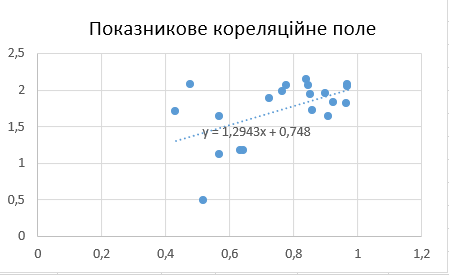 Показникове кореляційне поле
2,5
2
1,5
1
0,5
0
y = 1,2943x + 0,748
0 0,2 0,4 0,6 0,8 1 1,2